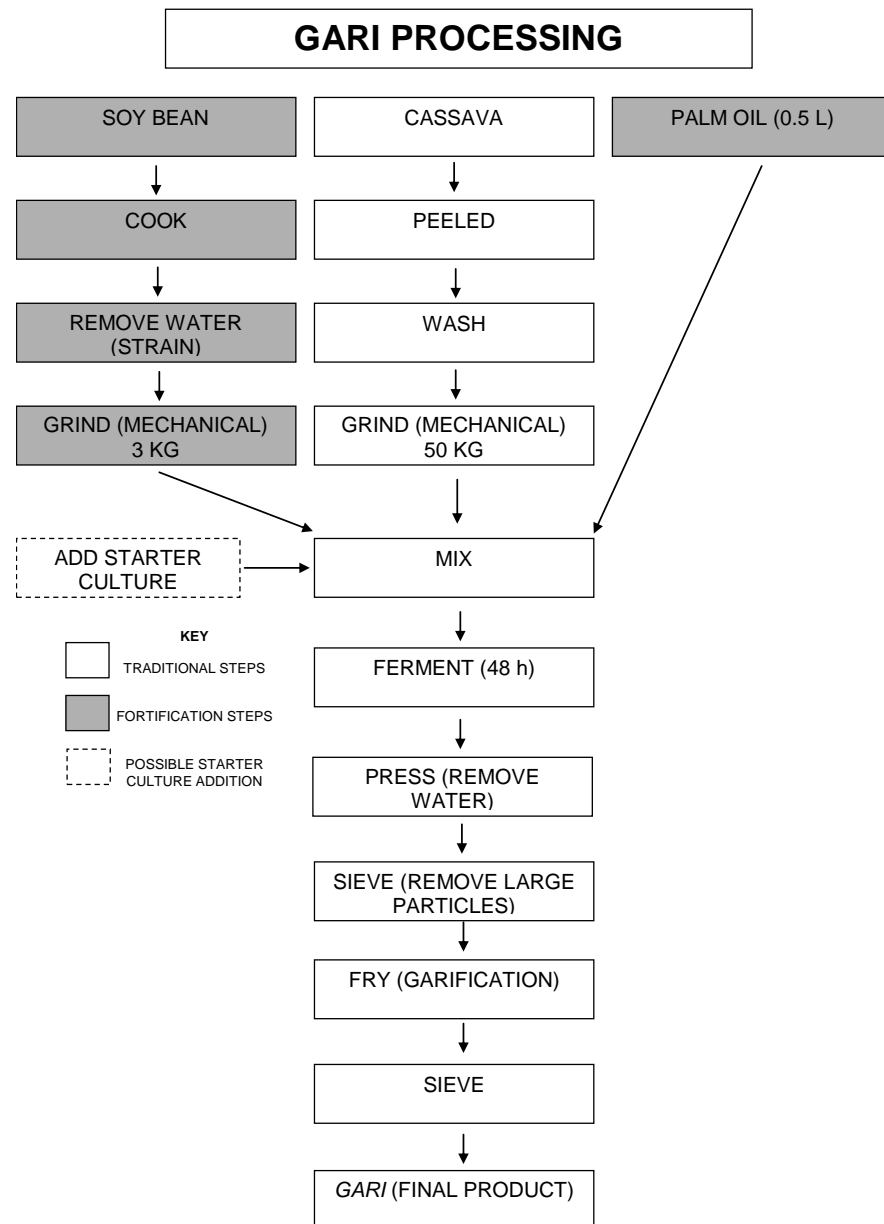 GARI PROCESSING
SOY BEAN
CASSAVA
PALM OIL (0.5 L)
COOK
PEELED
REMOVE WATER
(STRAIN)
WASH
GRIND (MECHANICAL)
3 KG
GRIND (MECHANICAL)
50 KG
ADD STARTER
CULTURE
MIX
KEY
TRADITIONAL STEPS
FORTIFICATION STEPS
POSSIBLE STARTER
CULTURE ADDITION
FERMENT (48 h)
PRESS (REMOVE
WATER)
SIEVE (REMOVE LARGE
PARTICLES)
FRY (GARIFICATION)
SIEVE
GARI (FINAL PRODUCT)